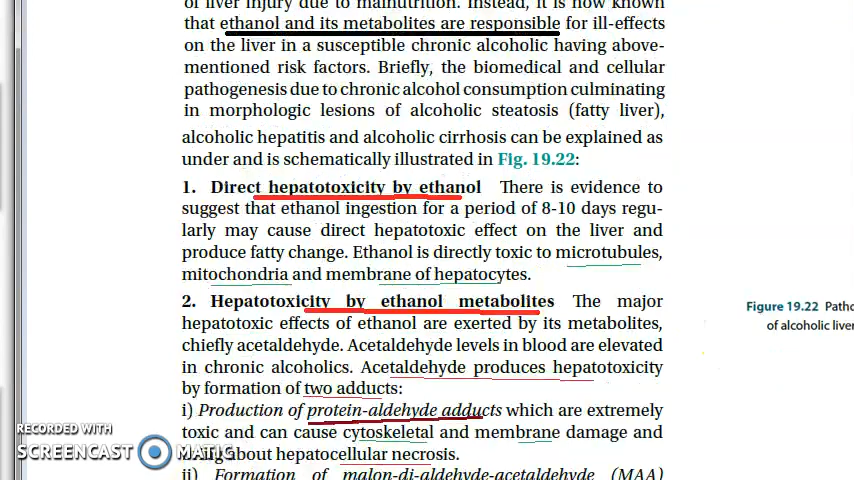 of liver injury due to malnutrition. Instead, it is now known
that ethanol and its metabolites are responsible for ill-effects
on the liver in a susceptible chronic alcoholic having above-
mentioned risk factors. Briefly, the biomedical and cellular
pathogenesis due to chronic alcohol consumption culminating
in morphologic lesions of alcoholic steatosis (fatty liver),
alcoholic hepatitis and alcoholic cirrhosis can be explained as
under and is schematically illustrated in Fig. 19.22:
1. Direct hepatotoxicity by ethanol There is evidence to
suggest that ethanol ingestion for a period of 8-10 days regu-
larly may cause direct hepatotoxic effect on the liver and
produce fatty change. Ethanol is directly toxic to microtubules,
mitochondria and membrane of hepatocytes.
2. Hepatotoxicity by ethanol metabolites The major
hepatotoxic effects of ethanol are exerted by its metabolites,
chiefly acetaldehyde. Acetaldehyde levels in blood are elevated
in chronic alcoholics. Acetaldehyde produces hepatotoxicity
by formation of two adducts:
i) Production of protein-aldehyde adducts which are extremely
toxic and can cause cytoskeletal and membrane damage and
about hepatocellular necrosis.
ii) Formation of malon-di-aldehyde-acetaldehyde (MAA)
Figure 19.22
of alcoholic liver
RECORDED WITH
SCREENCAST MATIC